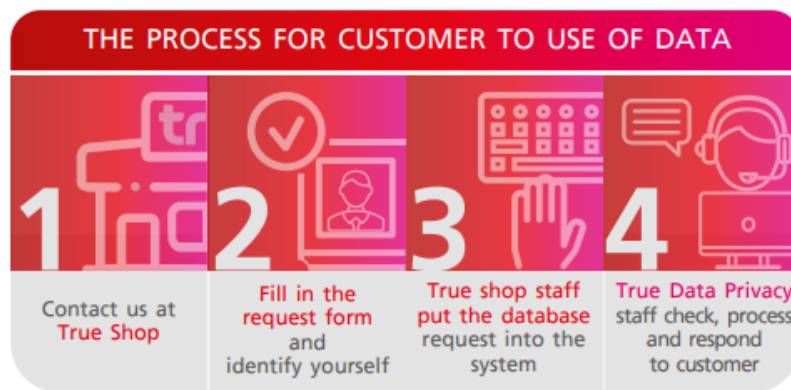 THE PROCESS FOR CUSTOMER TO USE OF DATA
tr
1
Contact us at
True Shop
2
Fill in the
request form
and
identify yourself
3
True shop staff
put the database
request into the
system
4
True Data Privacy
staff check, process
and respond
to customer